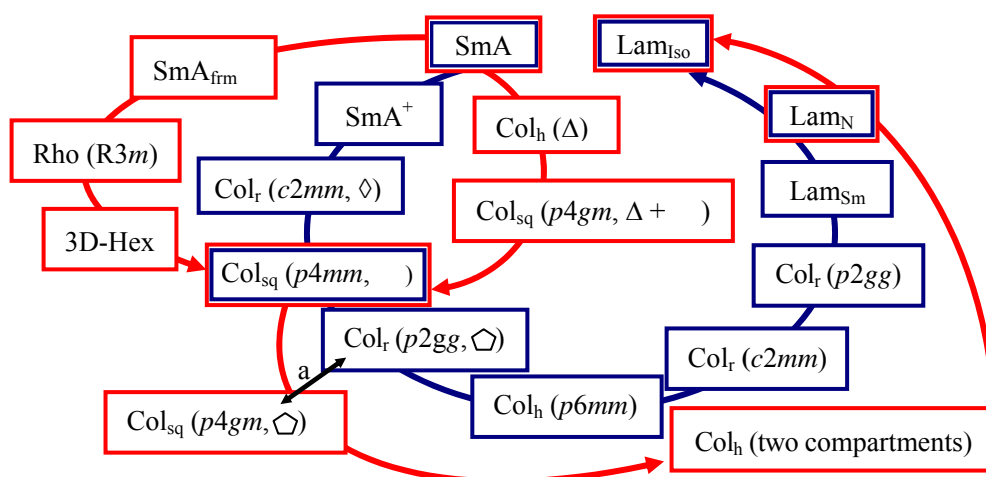 SmA
Lam_Iso
SmA_frm
SmA⁺
Lam_N
Col_h (Δ)
Rho (R3m)
Col_r (c2mm, ◊)
Lam_Sm
Col_sq (p4gm, Δ + )
3D-Hex
Col_sq (p4mm, )
Col_r (p2gg)
Col_r (p2gg, ⬠)
Col_r (c2mm)
a
Col_h (p6mm)
Col_sq (p4gm, ⬠)
Col_h (two compartments)